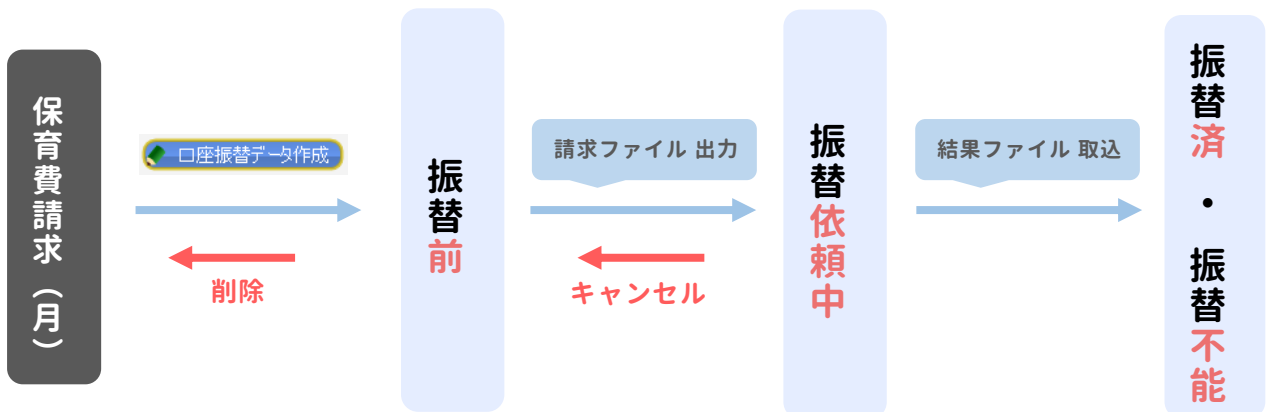 保育費請求（月）
口座振替データ作成
削除
振替前
請求ファイル 出力
キャンセル
振替依頼中
結果ファイル 取込
振替済・振替不能